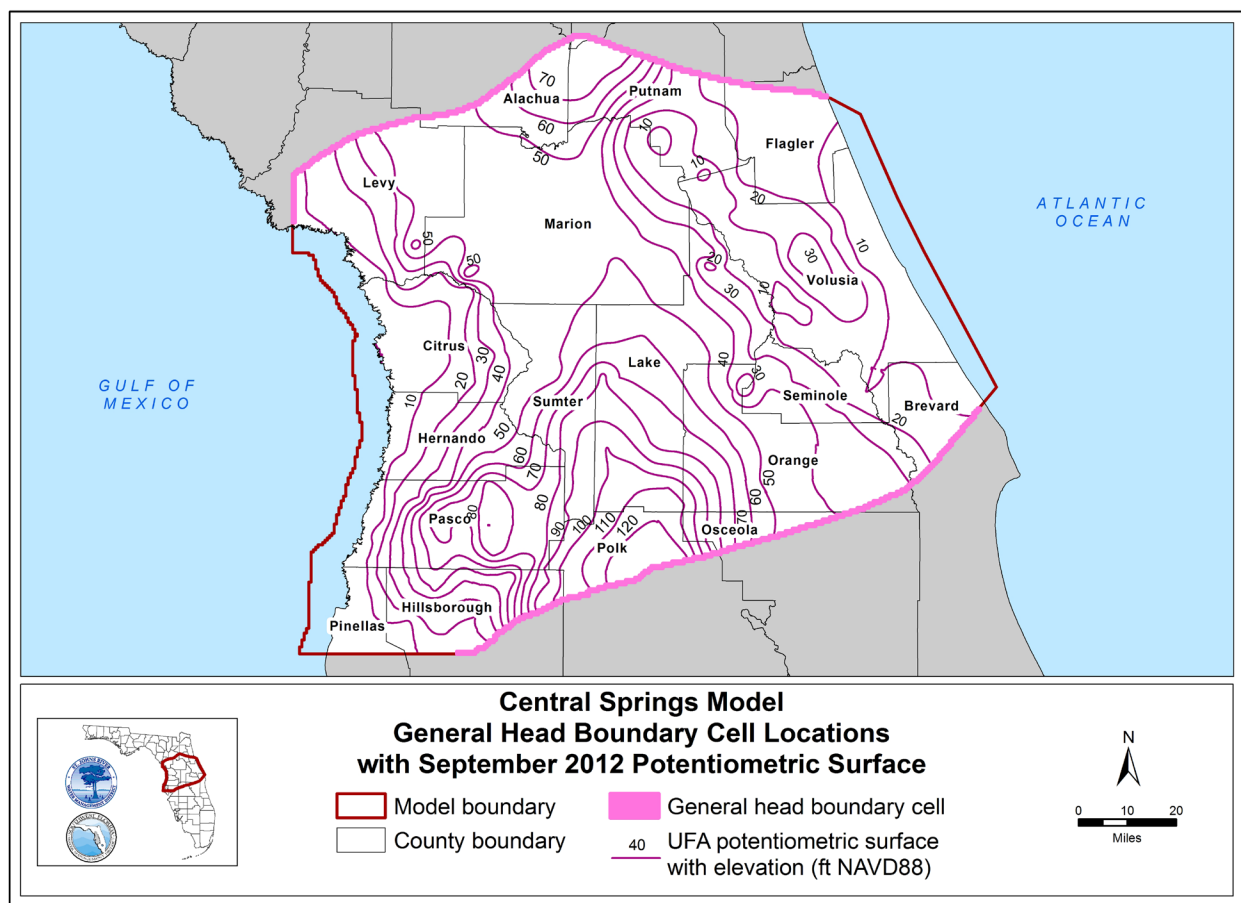 70
Alachua
Putnam
60
50
10
Flagler
Levy
10
20
Marion
ATLANTIC
OCEAN
50
50
20
30
10
30
10
Volusia
Citrus
30
20
40
Lake
40
30
GULF OF
MEXICO
10
Sumter
Seminole
Brevard
20
Hernando
50
60
70
Orange
50
60
70
80
Pasco
80
90
100
110
120
Osceola
Polk
Hillsborough
Pinellas
Central Springs Model
General Head Boundary Cell Locations
with September 2012 Potentiometric Surface
Model boundary
General head boundary cell
County boundary
40
UFA potentiometric surface
with elevation (ft NAVD88)
N
0 10 20
Miles